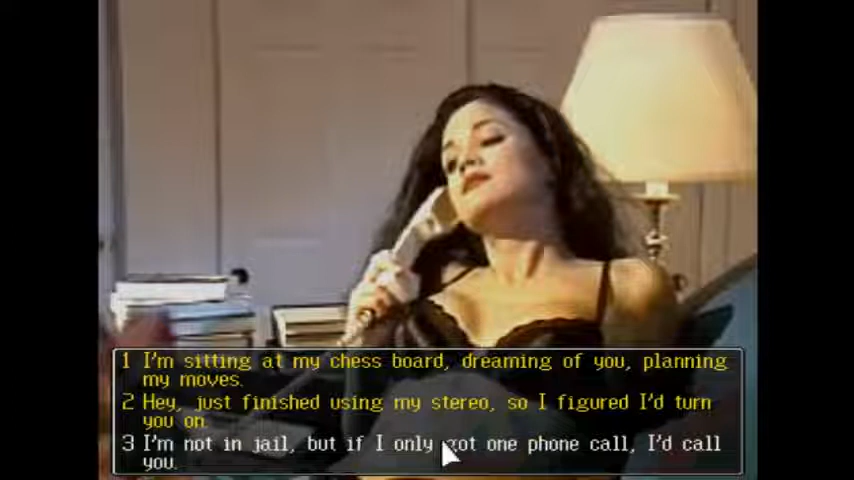 1 I'm sitting at my chess board, dreaming of you, planning
my moves.
2 Hey, just finished using my stereo, so I figured I'd turn
you on.
3 I'm not in jail, but if I only got one phone call, I'd call
you.